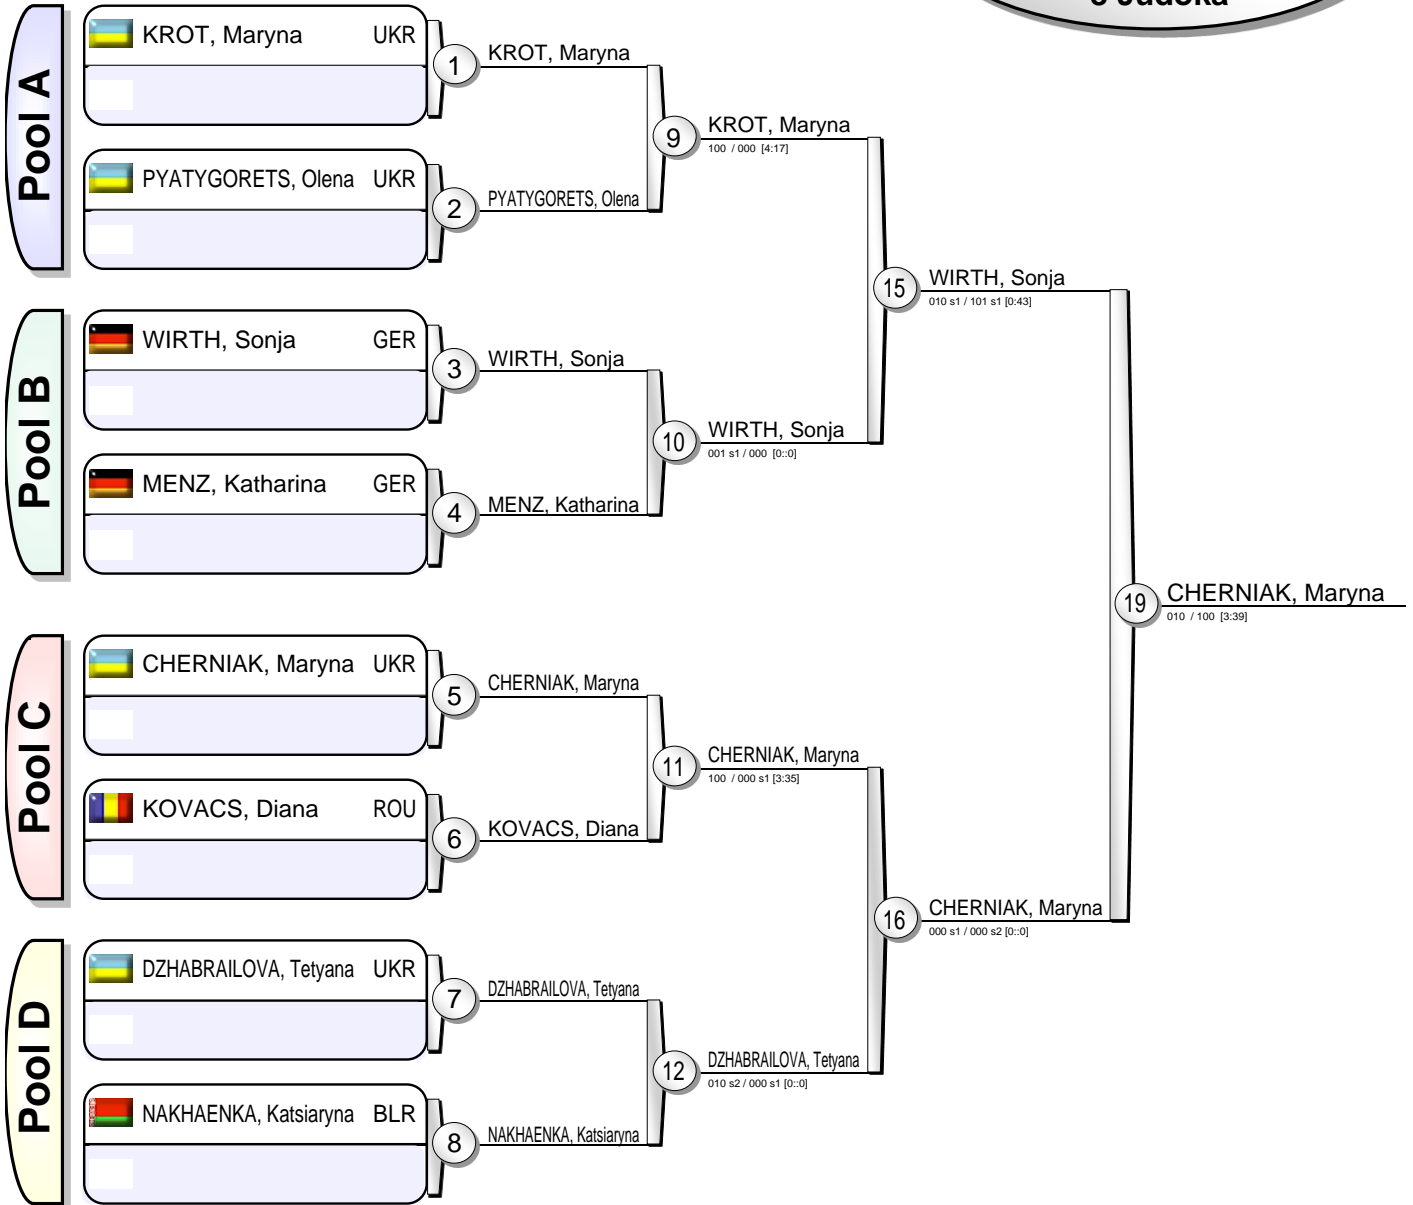 8 Judoka
Pool A
KROT, Maryna UKR
1
KROT, Maryna
PYATYGORETS, Olena UKR
2
PYATYGORETS, Olena
9
KROT, Maryna
100 / 000 [4:17]
Pool B
WIRTH, Sonja GER
3
WIRTH, Sonja
MENZ, Katharina GER
4
MENZ, Katharina
10
WIRTH, Sonja
001 s1 / 000 [0::0]
15
WIRTH, Sonja
010 s1 / 101 s1 [0:43]
Pool C
CHERNIAK, Maryna UKR
5
CHERNIAK, Maryna
KOVACS, Diana ROU
6
KOVACS, Diana
11
CHERNIAK, Maryna
100 / 000 s1 [3:35]
Pool D
DZHABRAILOVA, Tetyana UKR
7
DZHABRAILOVA, Tetyana
NAKHAENKA, Katsiaryna BLR
8
NAKHAENKA, Katsiaryna
12
DZHABRAILOVA, Tetyana
010 s2 / 000 s1 [0::0]
16
CHERNIAK, Maryna
000 s1 / 000 s2 [0::0]
19
CHERNIAK, Maryna
010 / 100 [3:39]